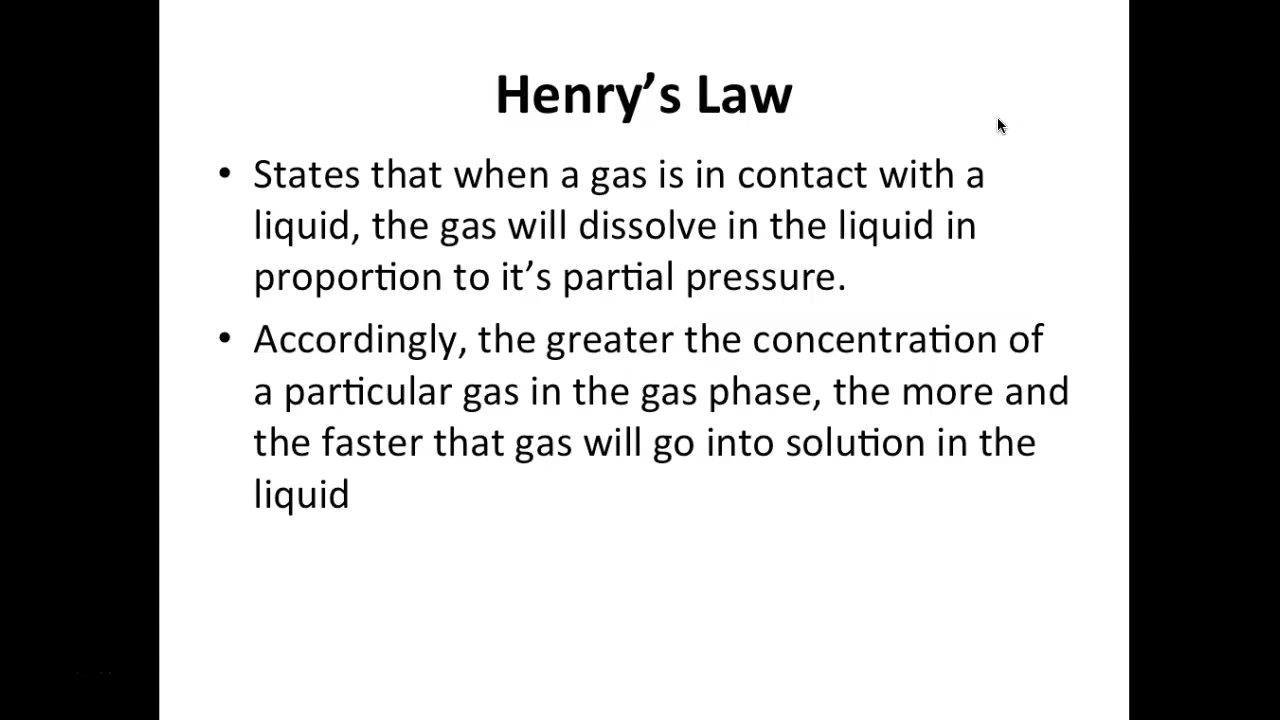 Henry’s Law
• States that when a gas is in contact with a
liquid, the gas will dissolve in the liquid in
proportion to it’s partial pressure.
• Accordingly, the greater the concentration of
a particular gas in the gas phase, the more and
the faster that gas will go into solution in the
liquid